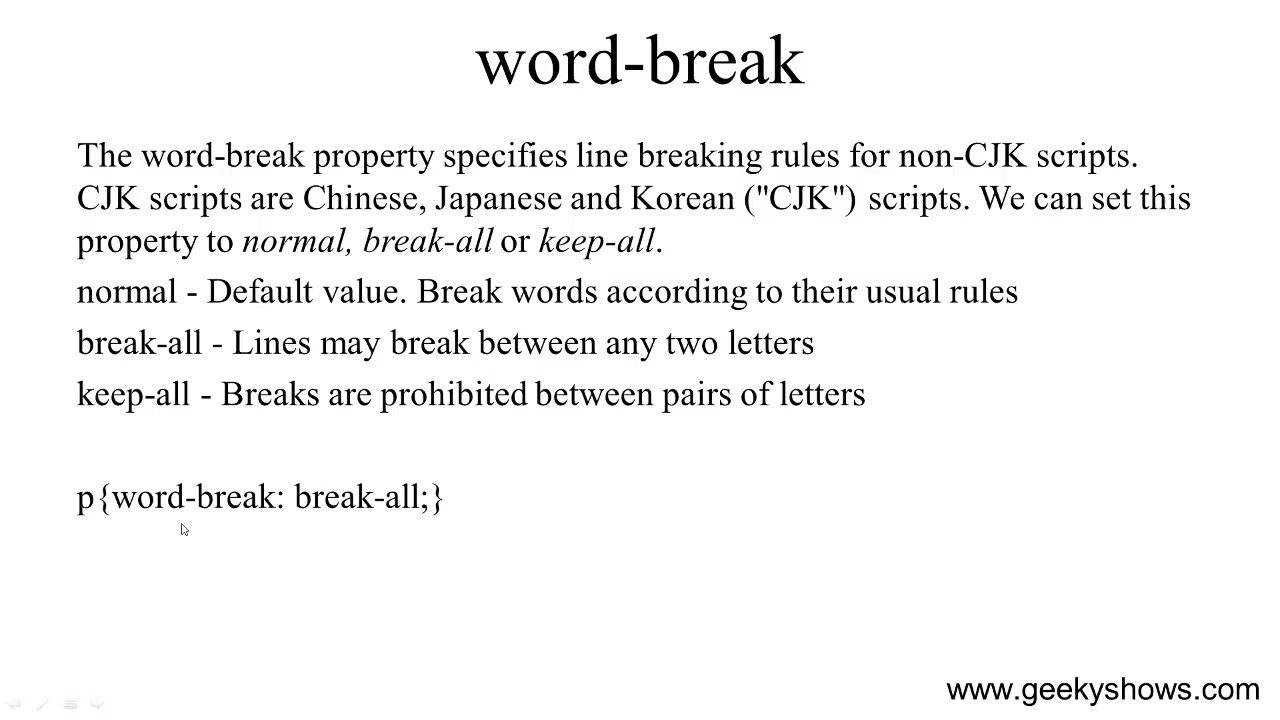 word-break
The word-break property specifies line breaking rules for non-CJK scripts.
CJK scripts are Chinese, Japanese and Korean ("CJK") scripts. We can set this
property to normal, break-all or keep-all.
normal - Default value. Break words according to their usual rules
break-all - Lines may break between any two letters
keep-all - Breaks are prohibited between pairs of letters
p{word-break: break-all;}
www.geekyshows.com